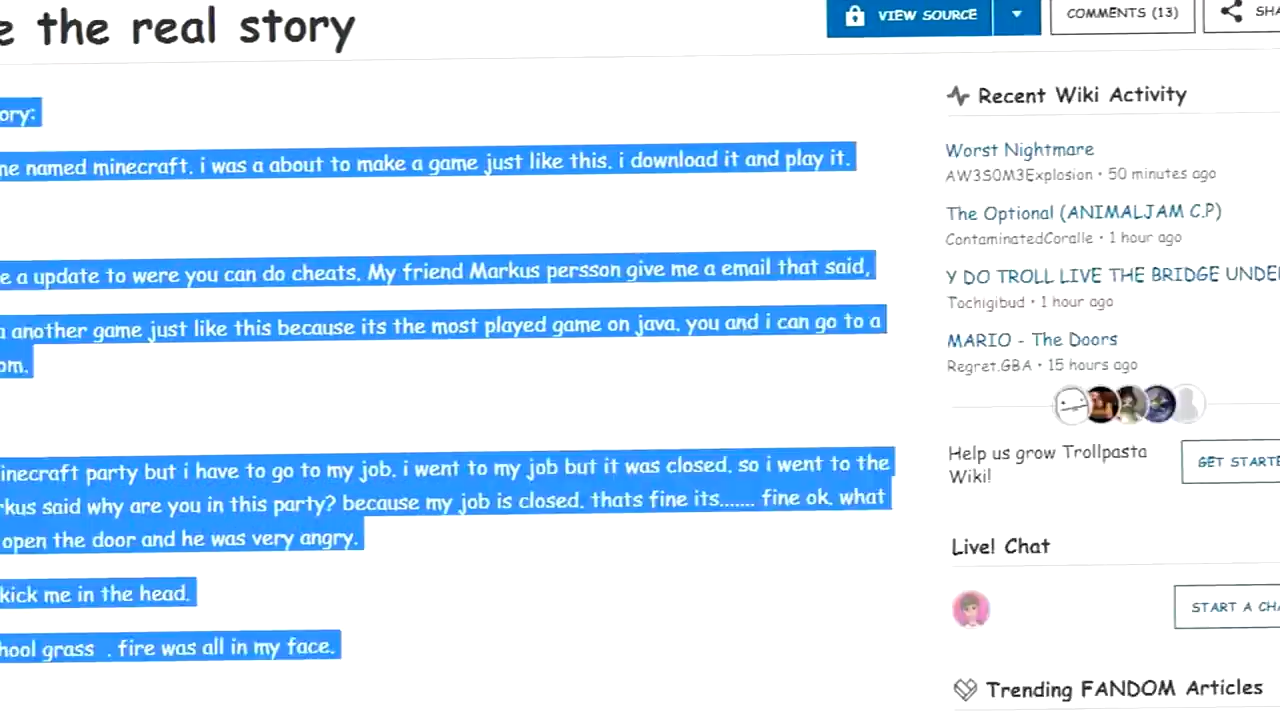 e the real story
VIEW SOURCE
COMMENTS (13)
ory:
ne named minecraft. i was a about to make a game just like this. i download it and play it.
e a update to were you can do cheats. My friend Markus persson give me a email that said,
another game just like this because its the most played game on java. you and i can go to a
om.
inecraft party but i have to go to my job. i went to my job but it was closed. so i went to the
rkus said why are you in this party? because my job is closed. thats fine its....... fine ok. what
open the door and he was very angry.
kick me in the head.
hool grass . fire was all in my face.
Recent Wiki Activity
Worst Nightmare
AW3S0M3Explosion • 50 minutes ago
The Optional (ANIMALJAM C.P)
ContaminatedCoralle • 1 hour ago
Y DO TROLL LIVE THE BRIDGE UNDE
Tochigibud • 1 hour ago
MARIO - The Doors
Regret.GBA • 15 hours ago
Help us grow Trollpasta
Wiki!
GET STARTE
Live! Chat
START A CHA
Trending FANDOM Articles